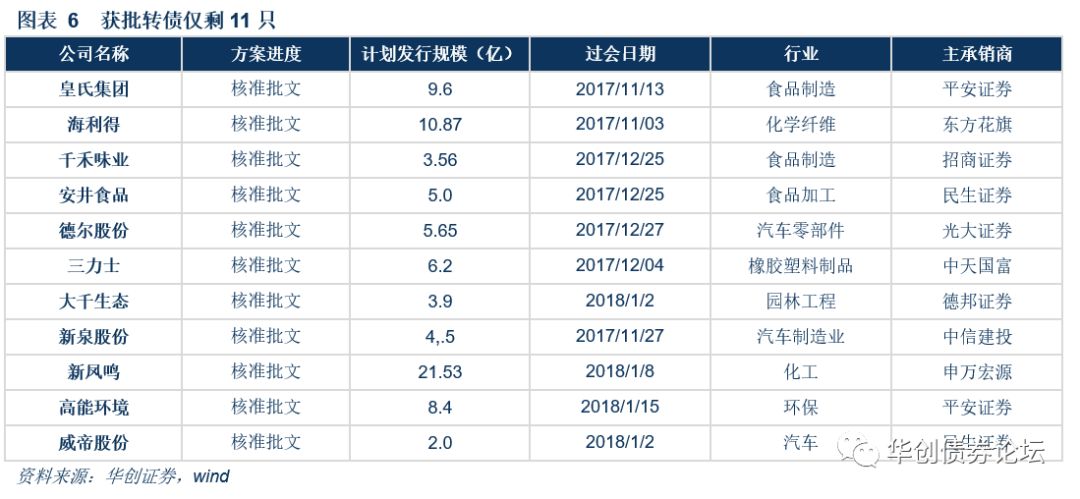 图表 6 获批转债仅剩 11 只
公司名称 方案进度 计划发行规模（亿） 过会日期 行业 主承销商
皇氏集团 核准批文 9.6 2017/11/13 食品制造 平安证券
海利得 核准批文 10.87 2017/11/03 化学纤维 东方花旗
千禾味业 核准批文 3.56 2017/12/25 食品制造 招商证券
安井食品 核准批文 5.0 2017/12/25 食品加工 民生证券
德尔股份 核准批文 5.65 2017/12/27 汽车零部件 光大证券
三力士 核准批文 6.2 2017/12/04 橡胶塑料制品 中天国富
大千生态 核准批文 3.9 2018/1/2 园林工程 德邦证券
新泉股份 核准批文 4,.5 2017/11/27 汽车制造业 中信建投
新凤鸣 核准批文 21.53 2018/1/8 化工 申万宏源
高能环境 核准批文 8.4 2018/1/15 环保 平安证券
威帝股份 核准批文 2.0 2018/1/2 汽车 生证券
华创债券论坛
资料来源：华创证券，wind